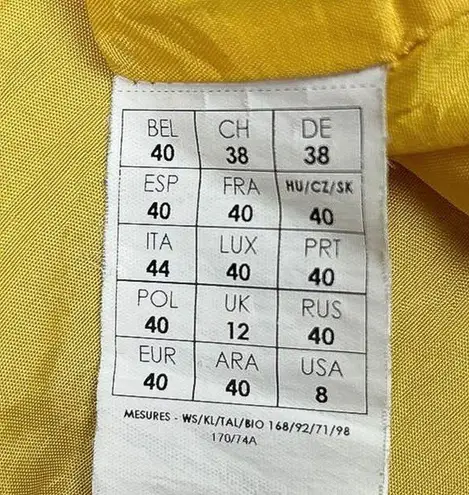 BEL CH DE
40 38 38
ESP FRA HU/CZ/SK
40 40 40
ITA LUX PRT
44 40 40
POL UK RUS
40 12 40
EUR ARA USA
40 40 8
MESURES - WS/KL/TAL/BIO 168/92/71/98
170/74A